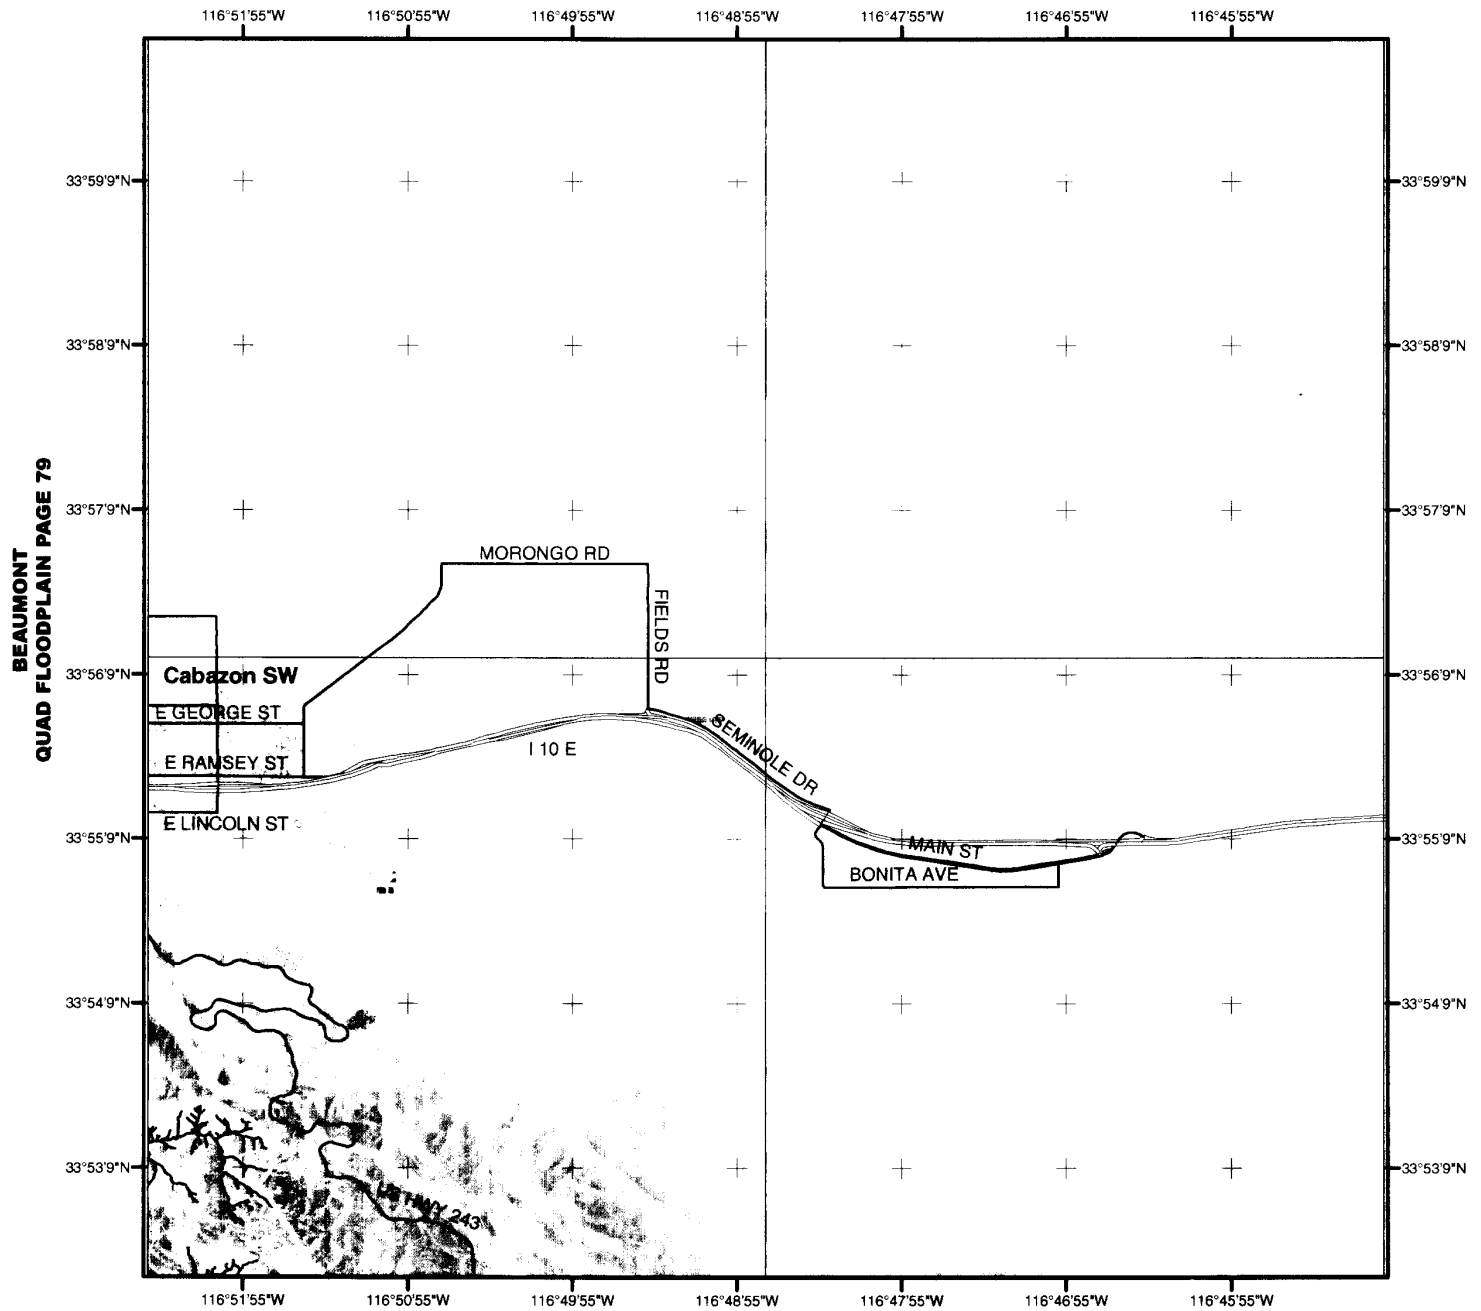 116°51'55"W 116°50'55"W 116°49'55"W 116°48'55"W 116°47'55"W 116°46'55"W 116°45'55"W
33°59'9"N 33°59'9"N
33°58'9"N 33°58'9"N
BEAUMONT
QUAD FLOODPLAIN PAGE 79
33°57'9"N 33°57'9"N
MORONGO RD
FIELDS RD
33°56'9"N 33°56'9"N
Cabazon SW
E GEORGE ST
SEMINOLE DR
I 10 E
E RAMSEY ST
E LINCOLN ST
33°55'9"N 33°55'9"N
MAIN ST
BONITA AVE
33°54'9"N 33°54'9"N
33°53'9"N 33°53'9"N
US HWY 243
116°51'55"W 116°50'55"W 116°49'55"W 116°48'55"W 116°47'55"W 116°46'55"W 116°45'55"W